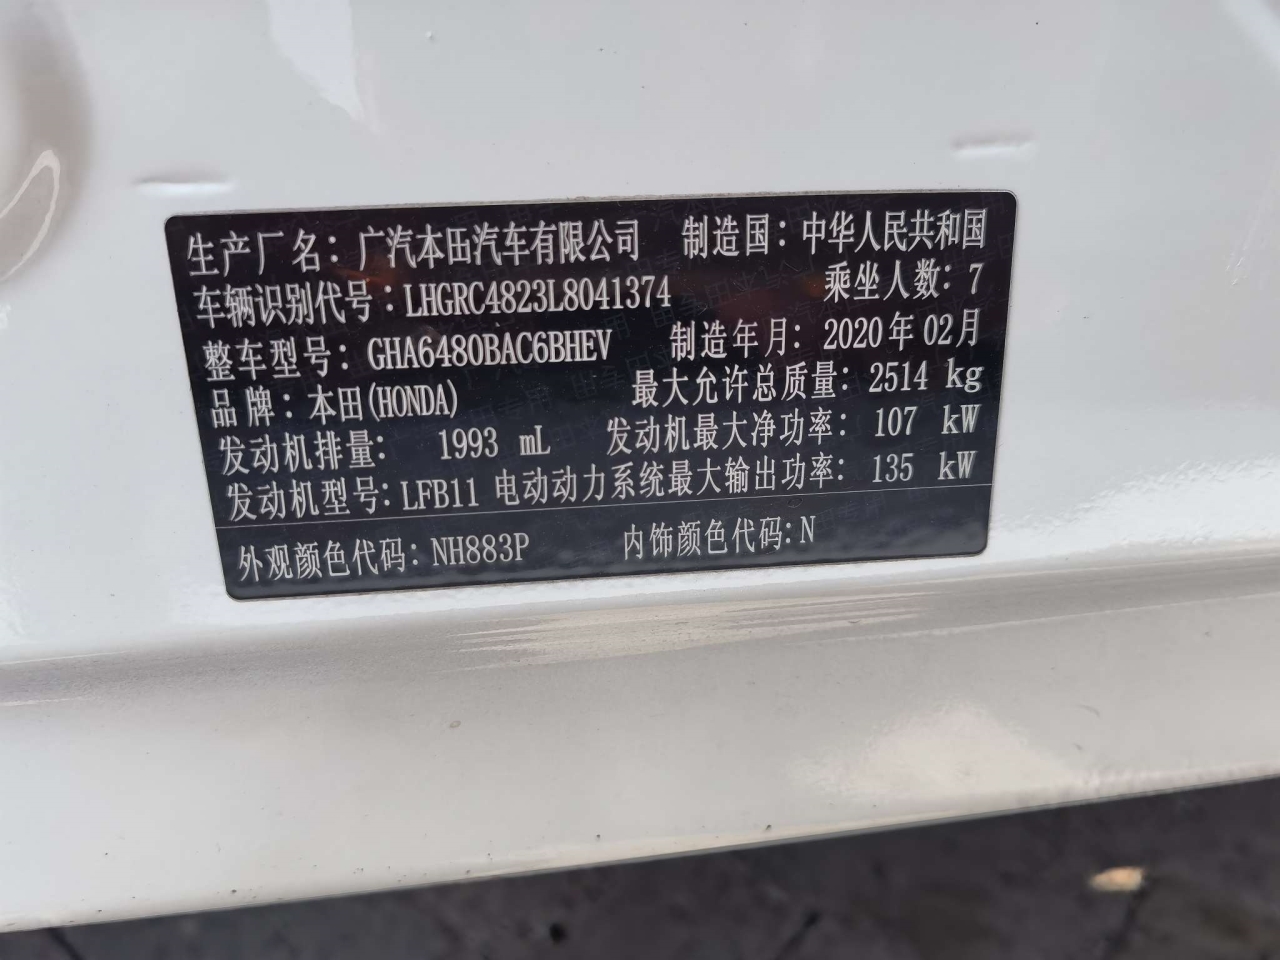 生产厂名：广汽本田汽车有限公司 制造国：中华人民共和国
车辆识别代号：LHGRC4823L8041374 乘坐人数：7
整车型号：GHA6480BAC6BHEV 制造年月：2020年02月
品牌：本田(HONDA) 最大允许总质量：2514 kg
发动机排量： 1993 mL 发动机最大净功率：107 kW
发动机型号：LFB11 电动动力系统最大输出功率：135 kW
外观颜色代码：NH883P 内饰颜色代码：N